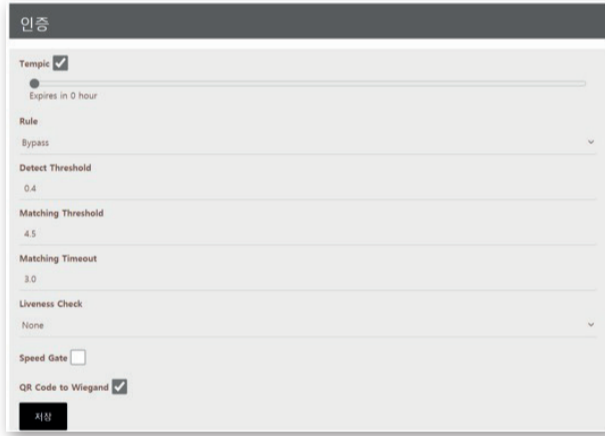 인증
Tempic
Expires in 0 hour
Rule
Bypass
Detect Threshold
0.4
Matching Threshold
4.5
Matching Timeout
3.0
Liveness Check
None
Speed Gate
QR Code to Wiegand
저장